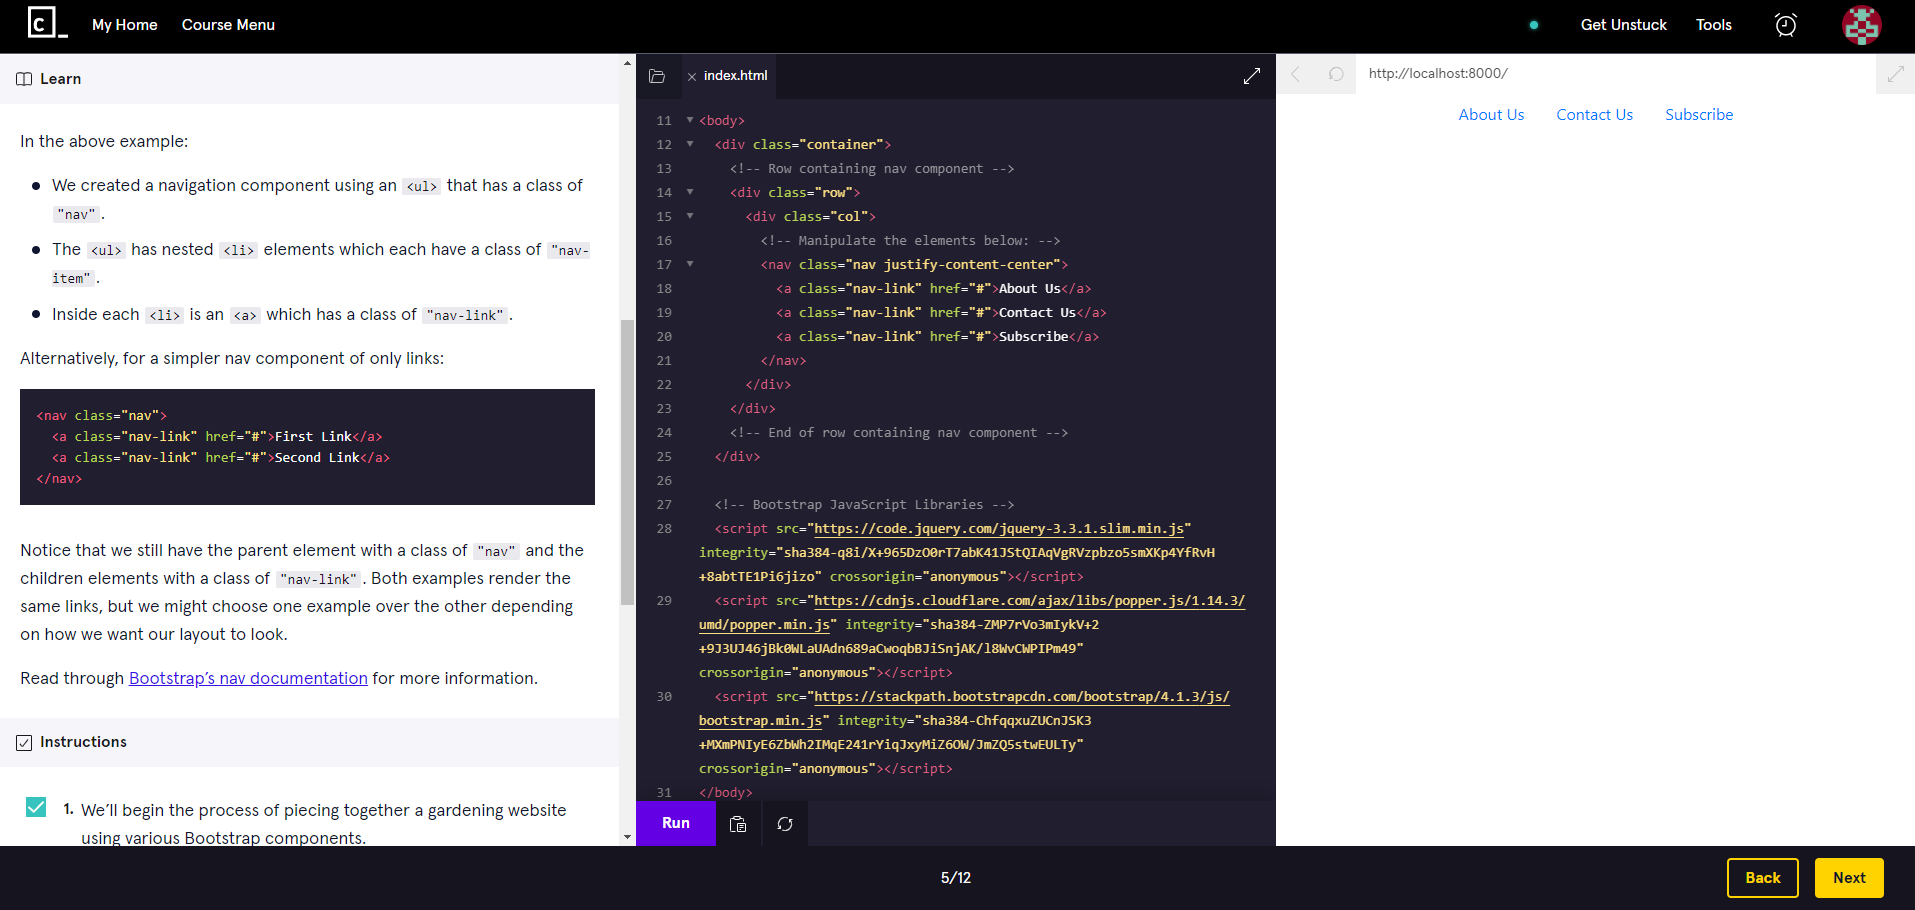 C_
My Home
Course Menu
Get Unstuck
Tools
Learn
In the above example:
We created a navigation component using an <ul> that has a class of
"nav".
The <ul> has nested <li> elements which each have a class of "nav-
item".
Inside each <li> is an <a> which has a class of "nav-link".
Alternatively, for a simpler nav component of only links:
<nav class="nav">
<a class="nav-link" href="#">First Link</a>
<a class="nav-link" href="#">Second Link</a>
</nav>
Notice that we still have the parent element with a class of "nav" and the
children elements with a class of "nav-link". Both examples render the
same links, but we might choose one example over the other depending
on how we want our layout to look.
Read through Bootstrap's nav documentation for more information.
Instructions
1. We'll begin the process of piecing together a gardening website
using various Bootstrap components.
index.html
11 <body>
12 <div class="container">
13 <!-- Row containing nav component -->
14 <div class="row">
15 <div class="col">
16 <!-- Manipulate the elements below: -->
17 <nav class="nav justify-content-center">
18 <a class="nav-link" href="#">About Us</a>
19 <a class="nav-link" href="#">Contact Us</a>
20 <a class="nav-link" href="#">Subscribe</a>
21 </nav>
22 </div>
23 </div>
24 <!-- End of row containing nav component -->
25 </div>
26
27 <!-- Bootstrap JavaScript Libraries -->
28 <script src="https://code.jquery.com/jquery-3.3.1.slim.min.js"
integrity="sha384-q8i/X+965DzO0rT7abK41JStQIAqVgRVzpbzo5smXKp4YfRvH
+8abtTE1Pi6jizo" crossorigin="anonymous"></script>
29 <script src="https://cdnjs.cloudflare.com/ajax/libs/popper.js/1.14.3/
umd/popper.min.js" integrity="sha384-ZMP7rVo3mIykV+2
+9J3UJ46jBk0WLaUAdn689aCwoqbBJiSnjAK/l8WvCWPIPm49"
crossorigin="anonymous"></script>
30 <script src="https://stackpath.bootstrapcdn.com/bootstrap/4.1.3/js/
bootstrap.min.js" integrity="sha384-ChfqqxuZUCnJSK3
+MXmPNIyE6ZbWh2IMqE241rYiqJxyMiZ6OW/JmZQ5stwEULTy"
crossorigin="anonymous"></script>
31 </body>
Run
http://localhost:8000/
About Us
Contact Us
Subscribe
5/12
Back
Next